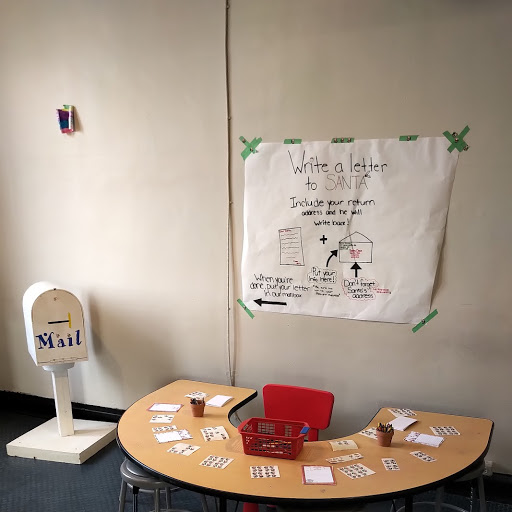 Write a letter
to SANTA
Include your return
address and he will
write back!
+
Put your
info Here!
Don't forget
Santa's
address
When you're
done, put your letter
in our mailbox
Mail